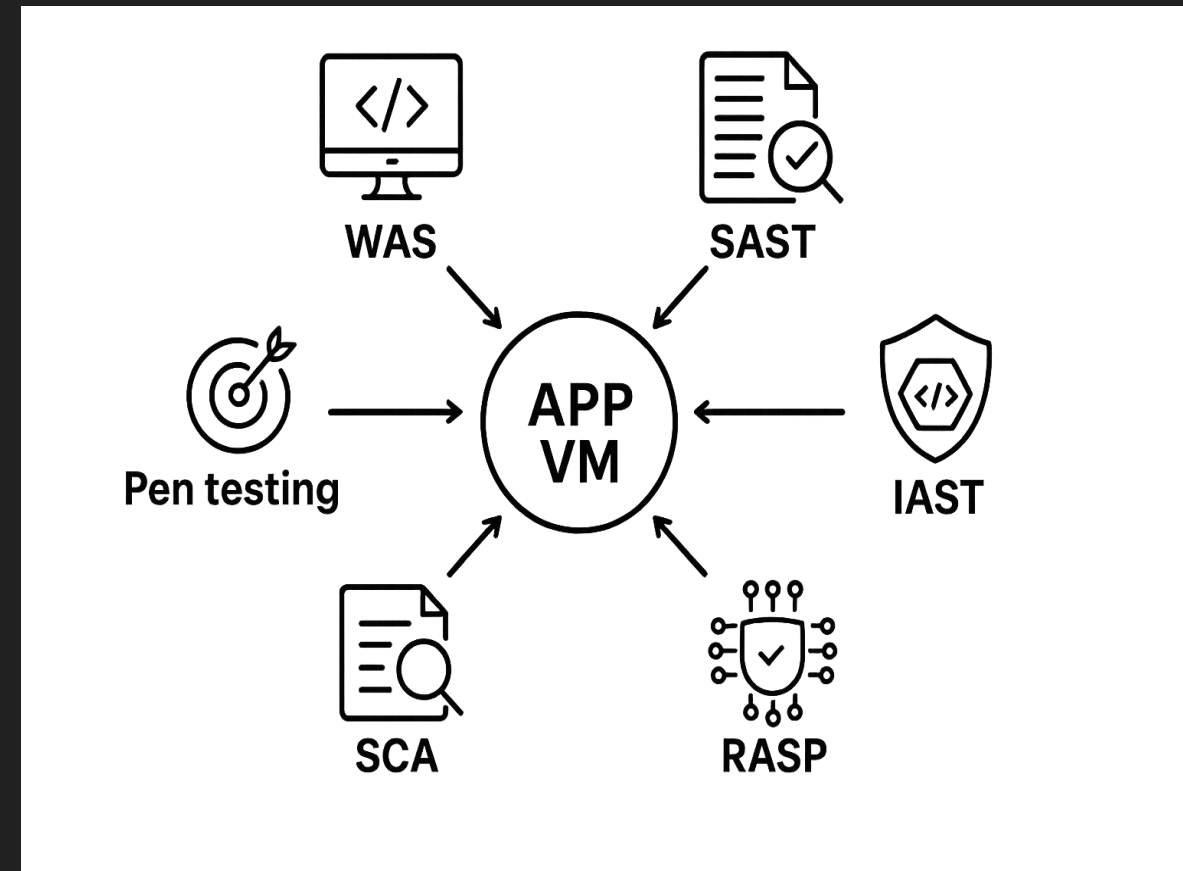 </>
WAS
SAST
APP
VM
</>
Pen testing
IAST
SCA
RASP